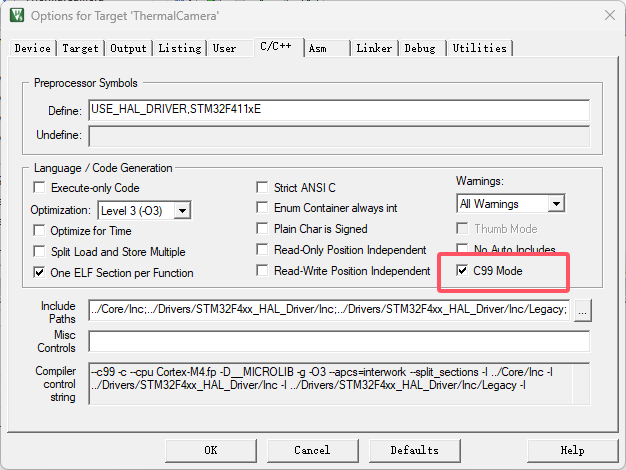 Options for Target 'ThermalCamera'
Device Target Output Listing User C/C++ Asm Linker Debug Utilities
Preprocessor Symbols
Define: USE_HAL_DRIVER,STM32F411xE
Undefine:
Language / Code Generation
Execute-only Code
Strict ANSI C
Warnings:
Optimization: Level 3 (-O3)
Enum Container always int
All Warnings
Optimize for Time
Plain Char is Signed
Thumb Mode
Split Load and Store Multiple
Read-Only Position Independent
No Auto Includes
One ELF Section per Function
Read-Write Position Independent
C99 Mode
Include Paths
../Core/Inc;../Drivers/STM32F4xx_HAL_Driver/Inc;../Drivers/STM32F4xx_HAL_Driver/Inc/Legacy;
...
Misc Controls
Compiler control string
--c99 -c --cpu Cortex-M4.fp -D__MICROLIB -g -O3 --apcs=interwork --split_sections -I ../Core/Inc -I
../Drivers/STM32F4xx_HAL_Driver/Inc -I ../Drivers/STM32F4xx_HAL_Driver/Inc/Legacy -I
OK Cancel Defaults Help